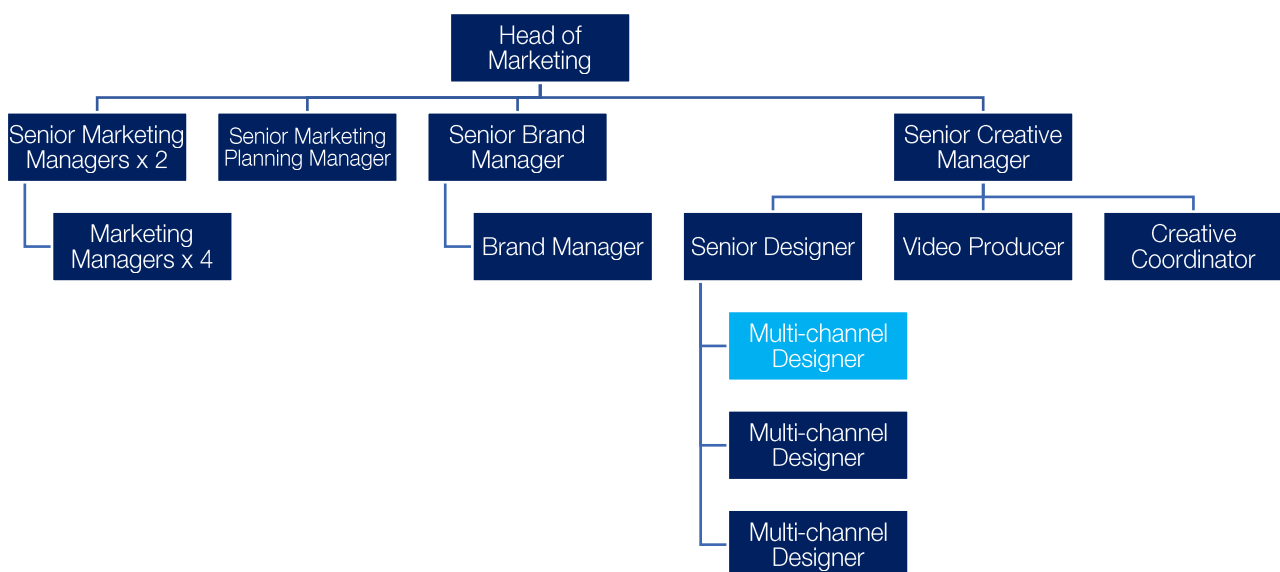 Head of
Marketing
Senior Marketing
Managers x 2
Senior Marketing
Planning Manager
Senior Brand
Manager
Senior Creative
Manager
Marketing
Managers x 4
Brand Manager
Senior Designer
Video Producer
Creative
Coordinator
Multi-channel
Designer
Multi-channel
Designer
Multi-channel
Designer